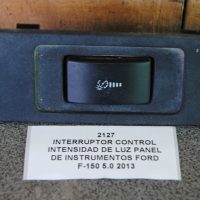 2127
INTERRUPTOR CONTROL
INTENSIDAD DE LUZ PANEL
DE INSTRUMENTOS FORD
F-150 5.0 2013